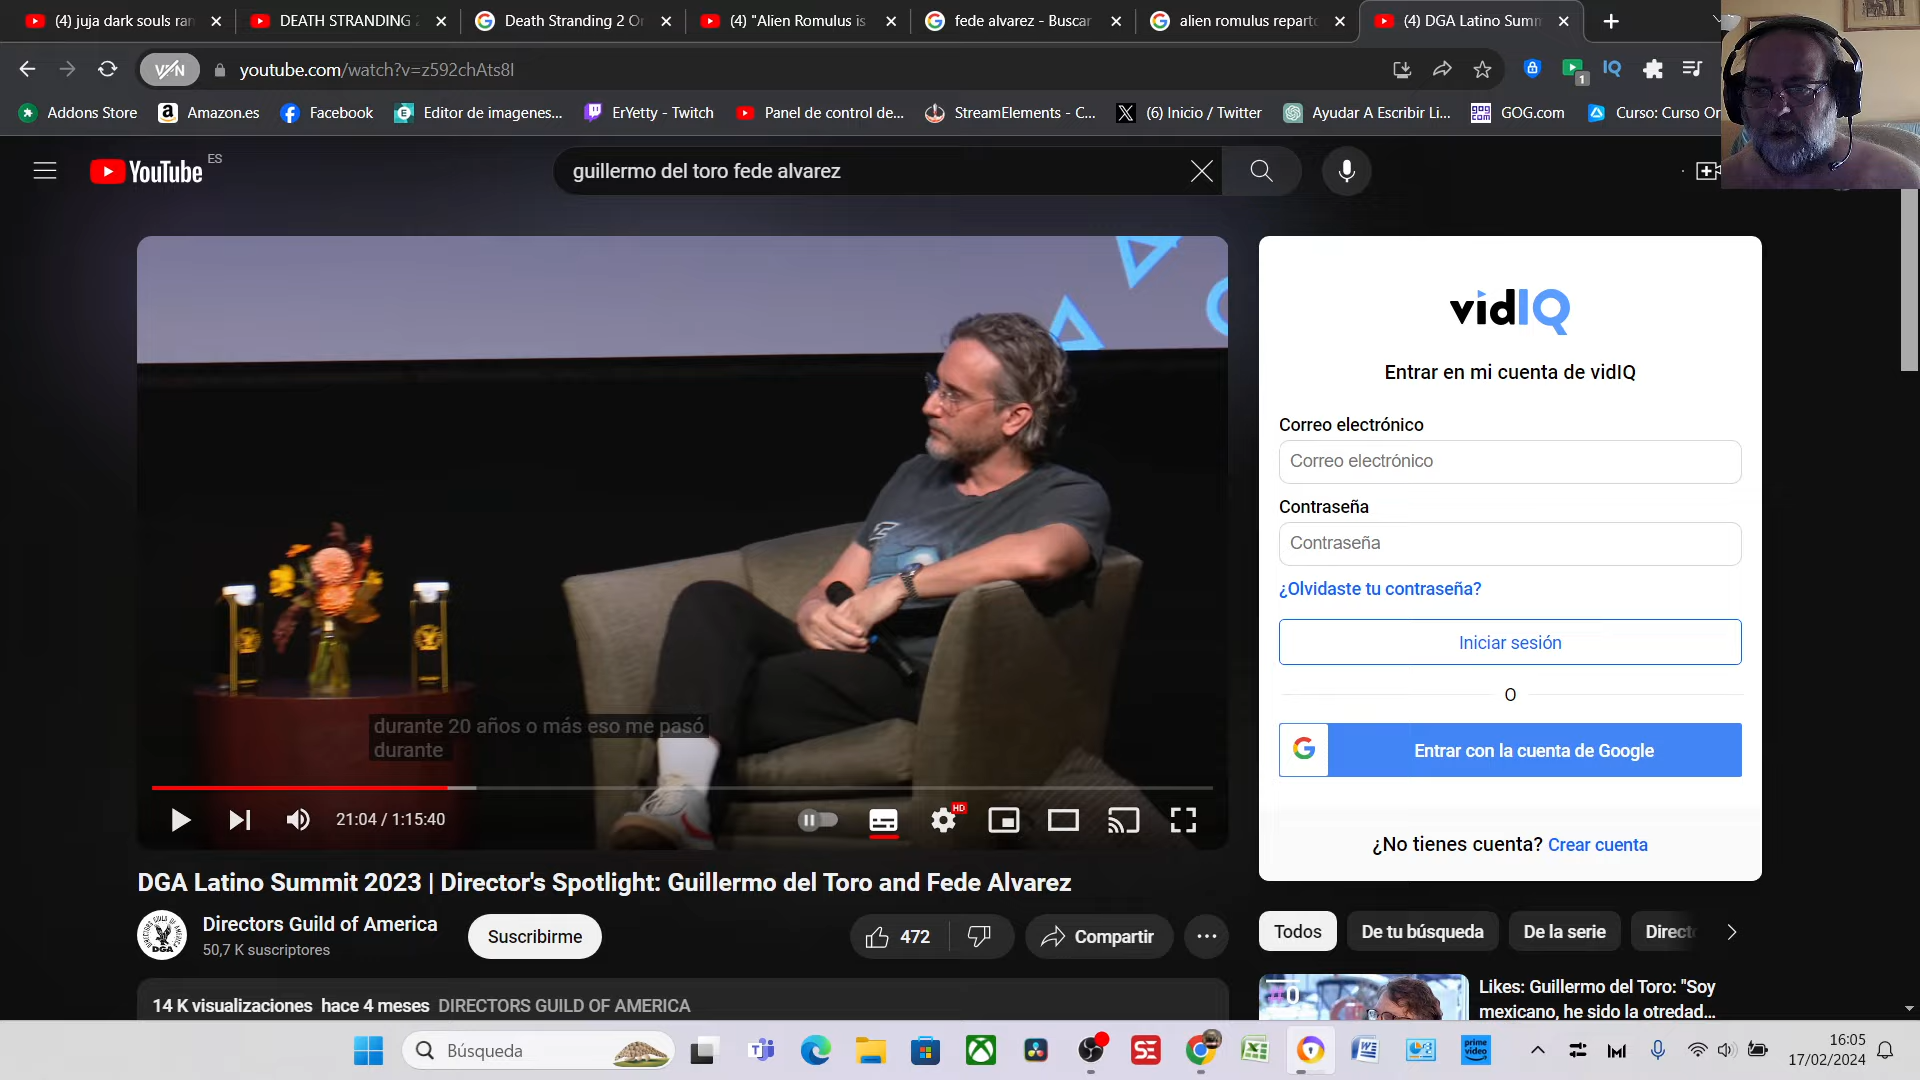 (4) juja dark souls ran
DEATH STRANDING 2
Death Stranding 2 O
(4) "Alien Romulus is
fede alvarez - Buscar
alien romulus reparto
(4) DGA Latino Summ
VPN
youtube.com/watch?v=z592chAts8I
1
IQ
Addons Store
Amazon.es
Facebook
Editor de imagenes...
ErYetty - Twitch
Panel de control de...
StreamElements - C...
(6) Inicio / Twitter
Ayudar A Escribir Li...
GOG.com
Curso: Curso Or
YouTube ES
guillermo del toro fede alvarez
vidIQ
Entrar en mi cuenta de vidIQ
Correo electrónico
Correo electrónico
Contraseña
Contraseña
¿Olvidaste tu contraseña?
Iniciar sesión
O
Entrar con la cuenta de Google
¿No tienes cuenta? Crear cuenta
durante 20 años o más eso me pasó
durante
21:04 / 1:15:40
HD
DGA Latino Summit 2023 | Director's Spotlight: Guillermo del Toro and Fede Alvarez
Directors Guild of America
50,7 K suscriptores
Suscribirme
472
Compartir
14 K visualizaciones hace 4 meses DIRECTORS GUILD OF AMERICA
Todos
De tu búsqueda
De la serie
Directo
Likes: Guillermo del Toro: "Soy
mexicano, he sido la otredad...
Búsqueda
16:05
17/02/2024